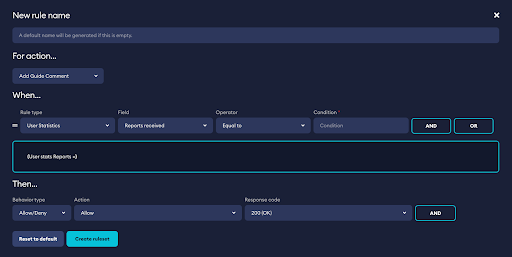 New rule name
A default name will be generated if this is empty.
For action...
Add Guide Comment
When...
Rule type Field Operator Condition
User Statistics Reports received Equal to Condition AND OR
(User stats Reports =)
Then...
Behavior type Action Response code
Allow/Deny Allow 200 (OK) AND
Reset to default Create ruleset